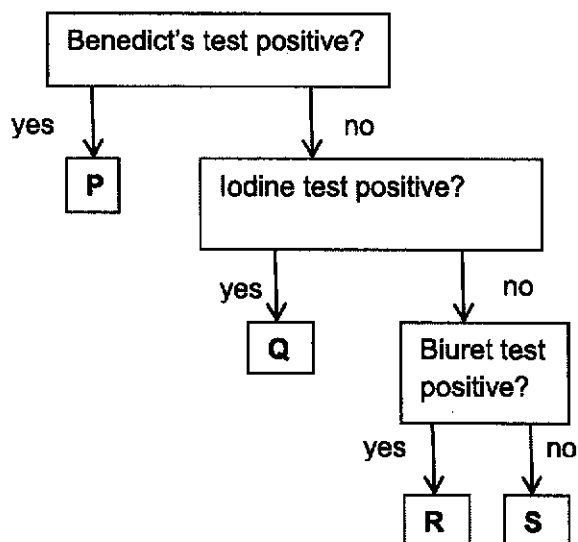 Benedict's test positive?
yes
no
P
Iodine test positive?
yes
no
Q
Biuret test
positive?
yes
no
R
S